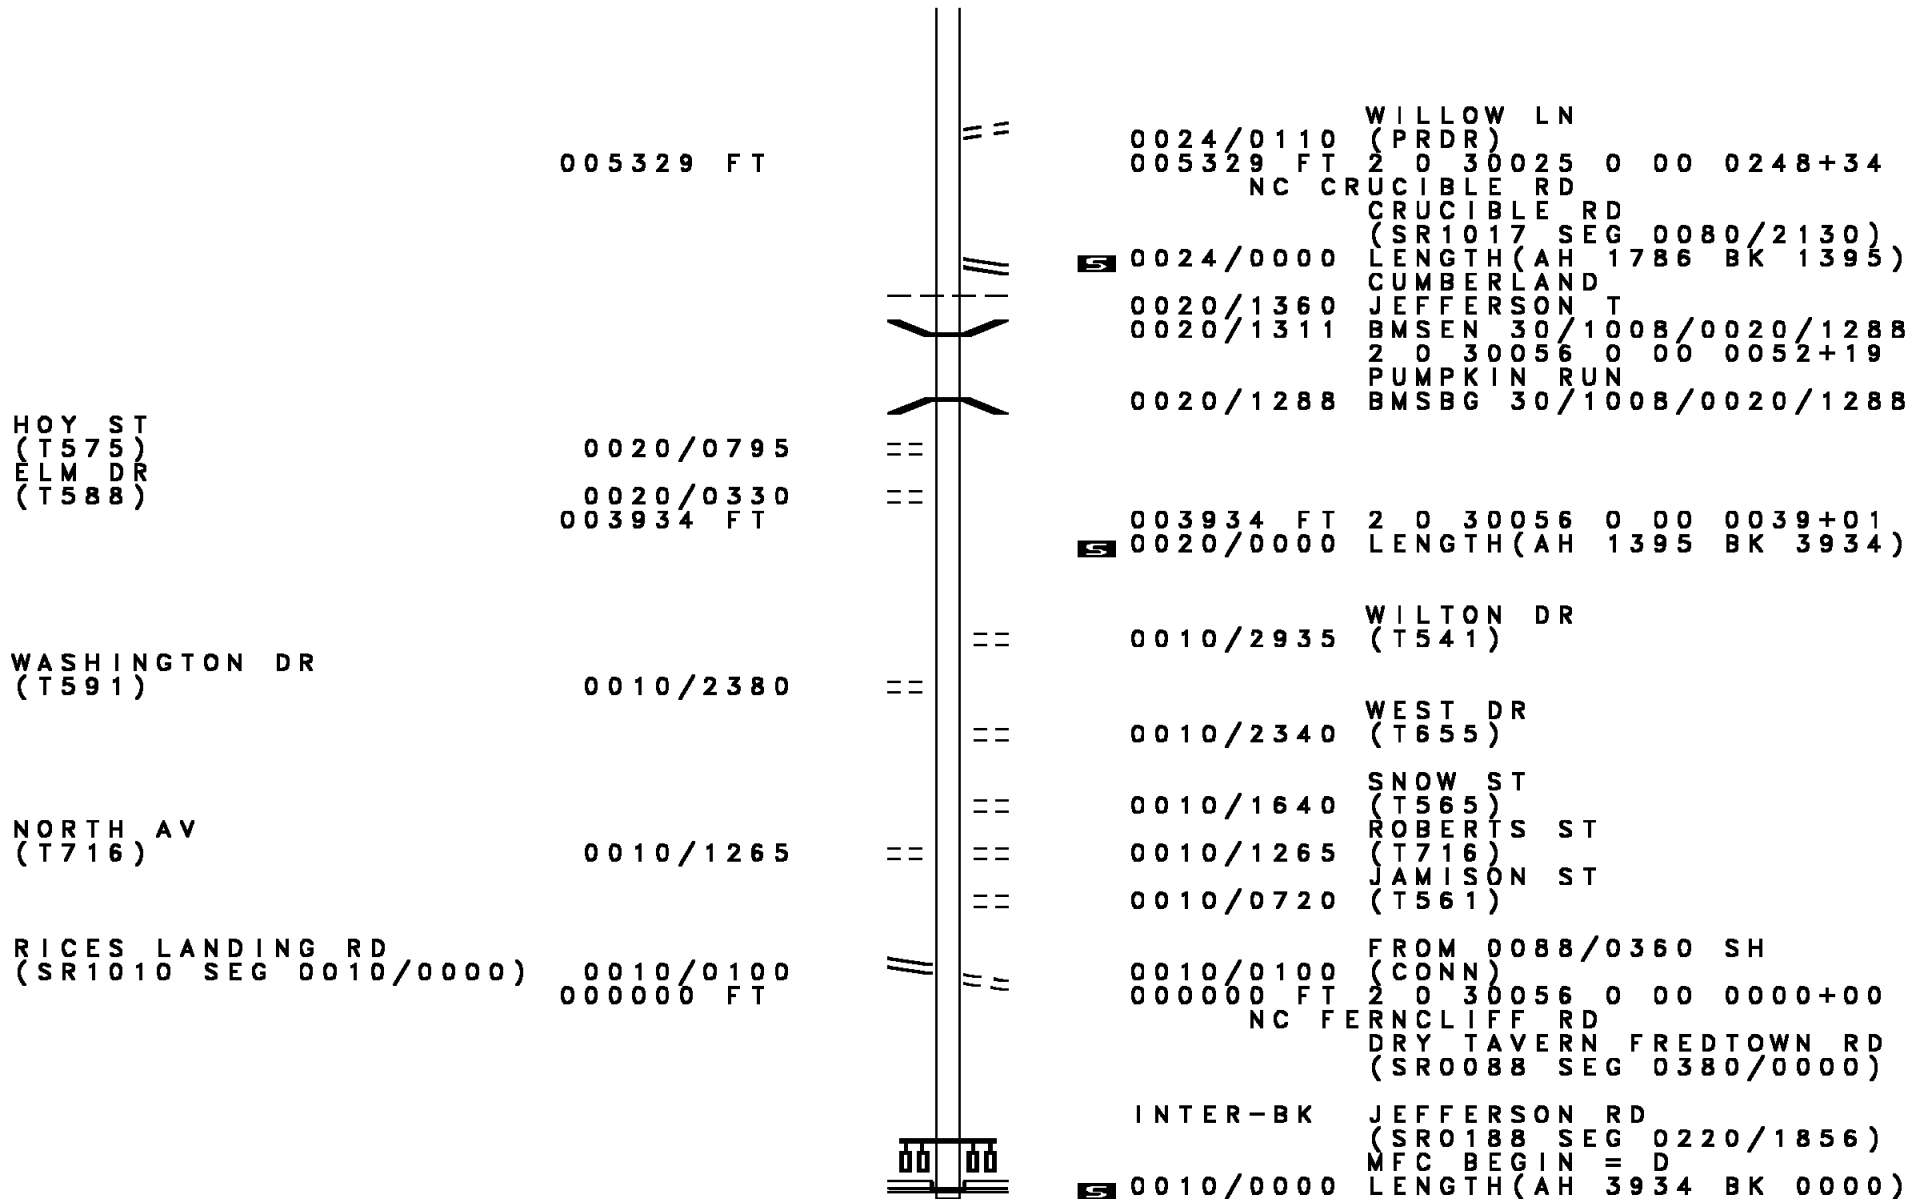 WILLOW LN
0024/0110 (PRDR)
005329 FT 005329 FT 2 0 30025 0 00 0248+34
NC CRUCIBLE RD
CRUCIBLE RD
(SR1017 SEG 0080/2130)
S 0024/0000 LENGTH(AH 1786 BK 1395)
CUMBERLAND
0020/1360 JEFFERSON T
0020/1311 BMSEN 30/1008/0020/1288
2 0 30056 0 00 0052+19
PUMPKIN RUN
0020/1288 BMSBG 30/1008/0020/1288
HOY ST
(T575) 0020/0795
ELM DR
(T588) 0020/0330
003934 FT 003934 FT 2 0 30056 0 00 0039+01
S 0020/0000 LENGTH(AH 1395 BK 3934)
WILTON DR
0010/2935 (T541)
WASHINGTON DR
(T591) 0010/2380
WEST DR
0010/2340 (T655)
SNOW ST
0010/1640 (T565)
NORTH AV ROBERTS ST
(T716) 0010/1265 0010/1265 (T716)
JAMISON ST
0010/0720 (T561)
RICES LANDING RD FROM 0088/0360 SH
(SR1010 SEG 0010/0000) 0010/0100 0010/0100 (CONN)
000000 FT 000000 FT 2 0 30056 0 00 0000+00
NC FERNCLIFF RD
DRY TAVERN FREDTOWN RD
(SR0088 SEG 0380/0000)
INTER-BK JEFFERSON RD
(SR0188 SEG 0220/1856)
MFC BEGIN = D
S 0010/0000 LENGTH(AH 3934 BK 0000)